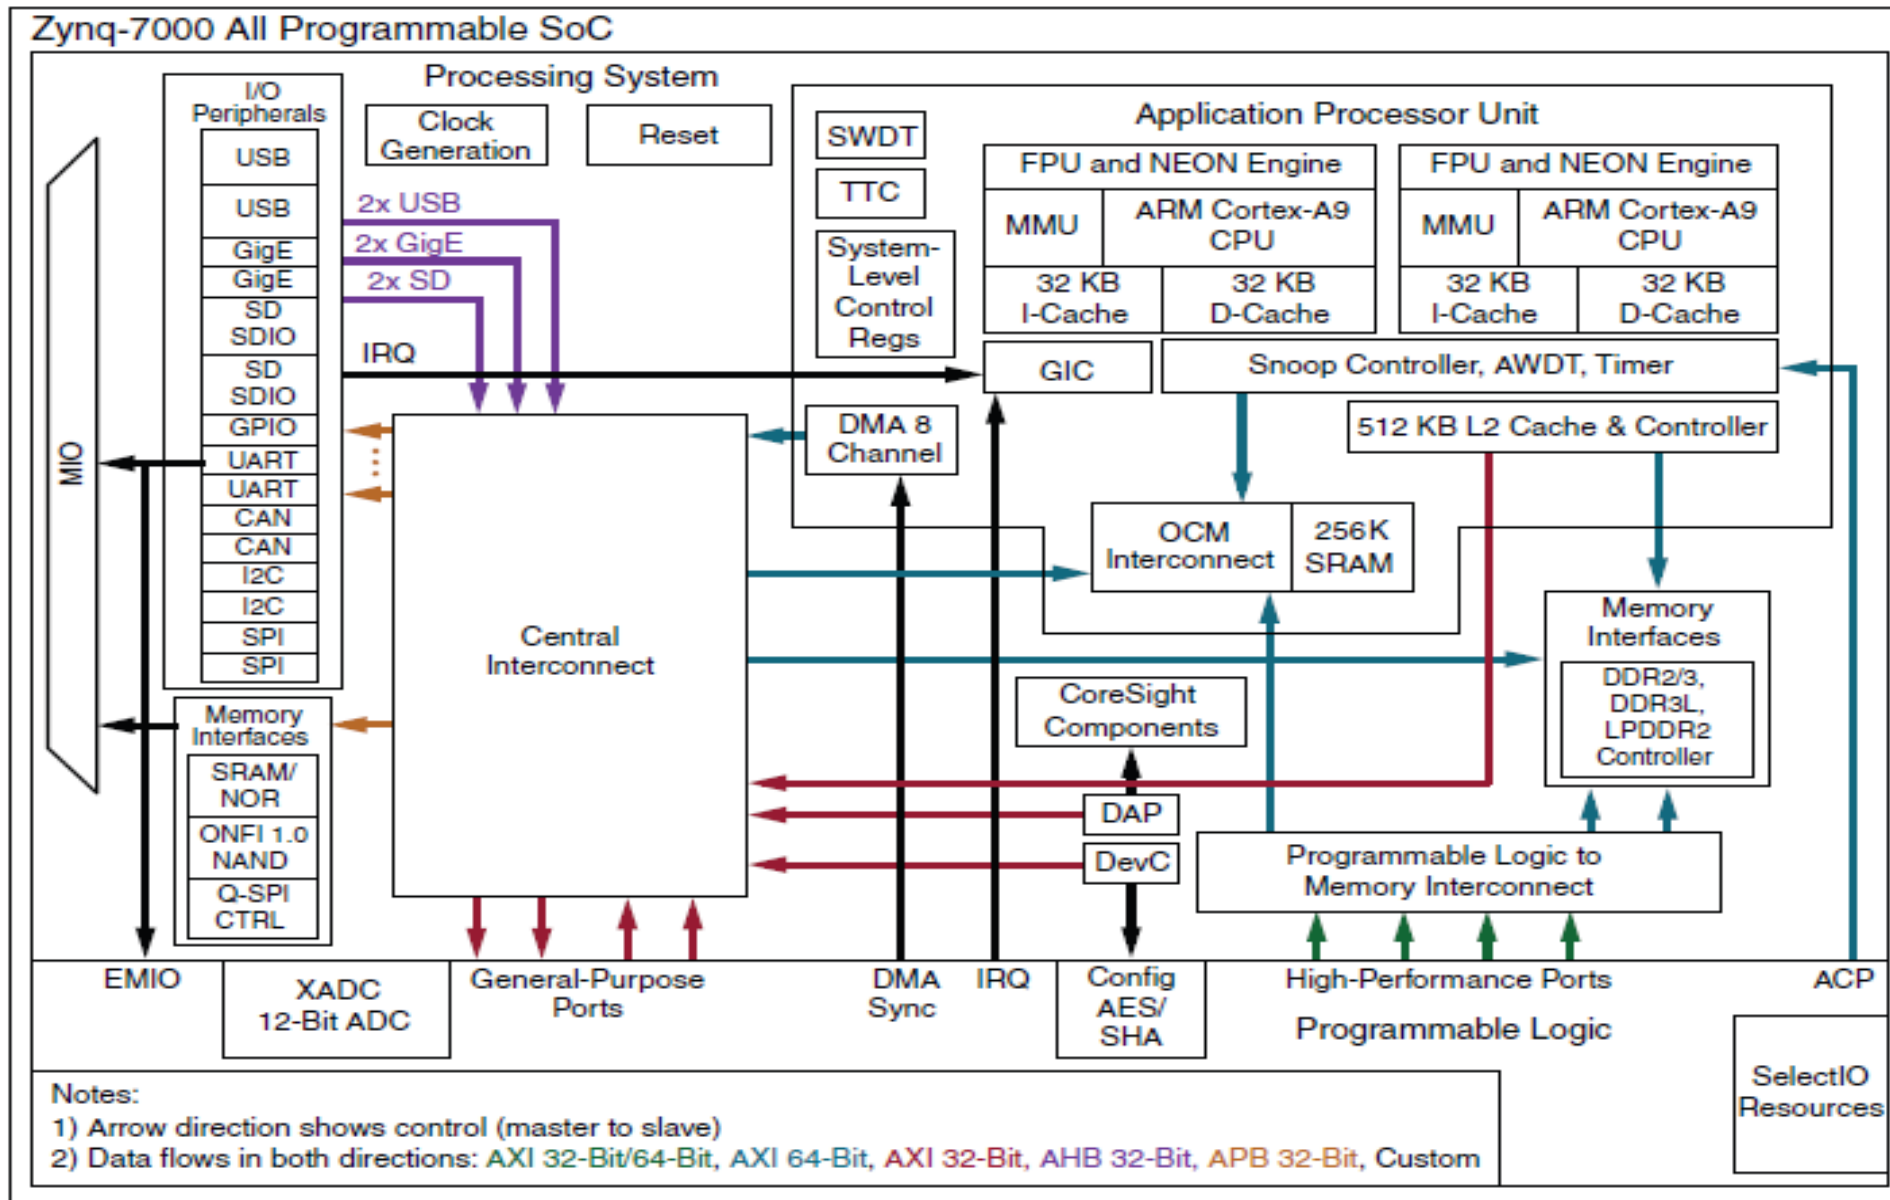 Zynq-7000 All Programmable SoC
Processing System
I/O
Peripherals
USB
USB
GigE
GigE
SD
SDIO
SD
SDIO
GPIO
UART
UART
CAN
CAN
I2C
I2C
SPI
SPI
MIO
Clock
Generation
Reset
2x USB
2x GigE
2x SD
IRQ
Application Processor Unit
SWDT
TTC
System-
Level
Control
Regs
FPU and NEON Engine
MMU
ARM Cortex-A9
CPU
32 KB
I-Cache
32 KB
D-Cache
FPU and NEON Engine
MMU
ARM Cortex-A9
CPU
32 KB
I-Cache
32 KB
D-Cache
GIC
Snoop Controller, AWDT, Timer
DMA 8
Channel
512 KB L2 Cache & Controller
OCM
Interconnect
256K
SRAM
Central
Interconnect
Memory
Interfaces
DDR2/3,
DDR3L,
LPDDR2
Controller
CoreSight
Components
DAP
DevC
Programmable Logic to
Memory Interconnect
Memory
Interfaces
SRAM/
NOR
ONFI 1.0
NAND
Q-SPI
CTRL
EMIO
XADC
12-Bit ADC
General-Purpose
Ports
DMA
Sync
IRQ
Config
AES/
SHA
High-Performance Ports
ACP
Programmable Logic
SelectIO
Resources
Notes:
1) Arrow direction shows control (master to slave)
2) Data flows in both directions: AXI 32-Bit/64-Bit, AXI 64-Bit, AXI 32-Bit, AHB 32-Bit, APB 32-Bit, Custom